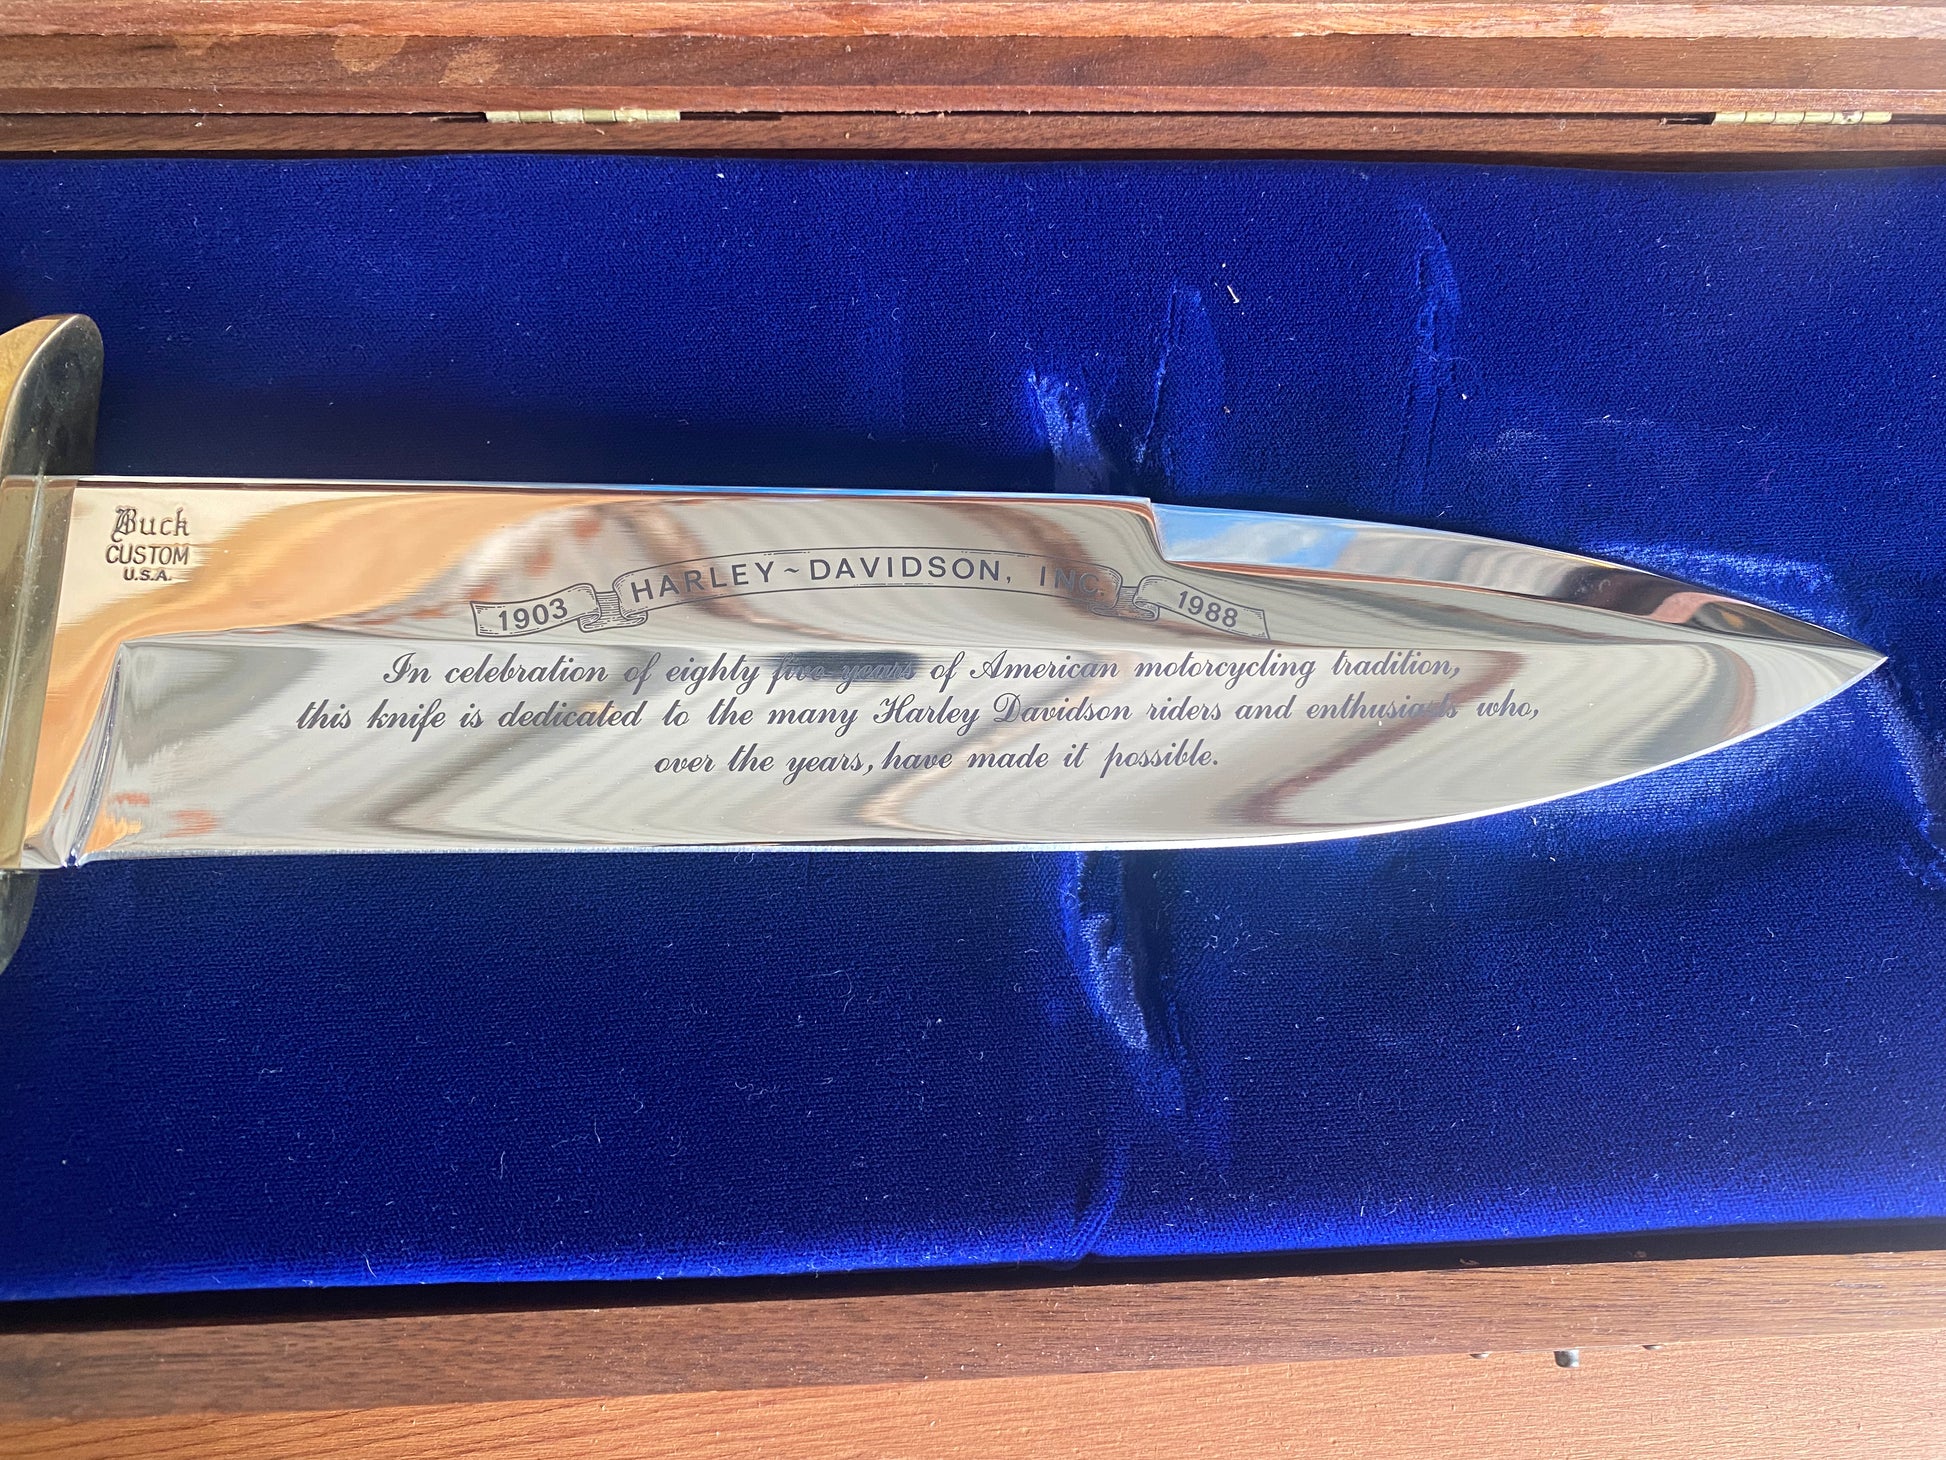 Buck
CUSTOM
U.S.A.
1903 HARLEY~DAVIDSON, INC. 1988
In celebration of eighty five years of American motorcycling tradition,
this knife is dedicated to the many Harley Davidson riders and enthusiasts who,
over the years, have made it possible.